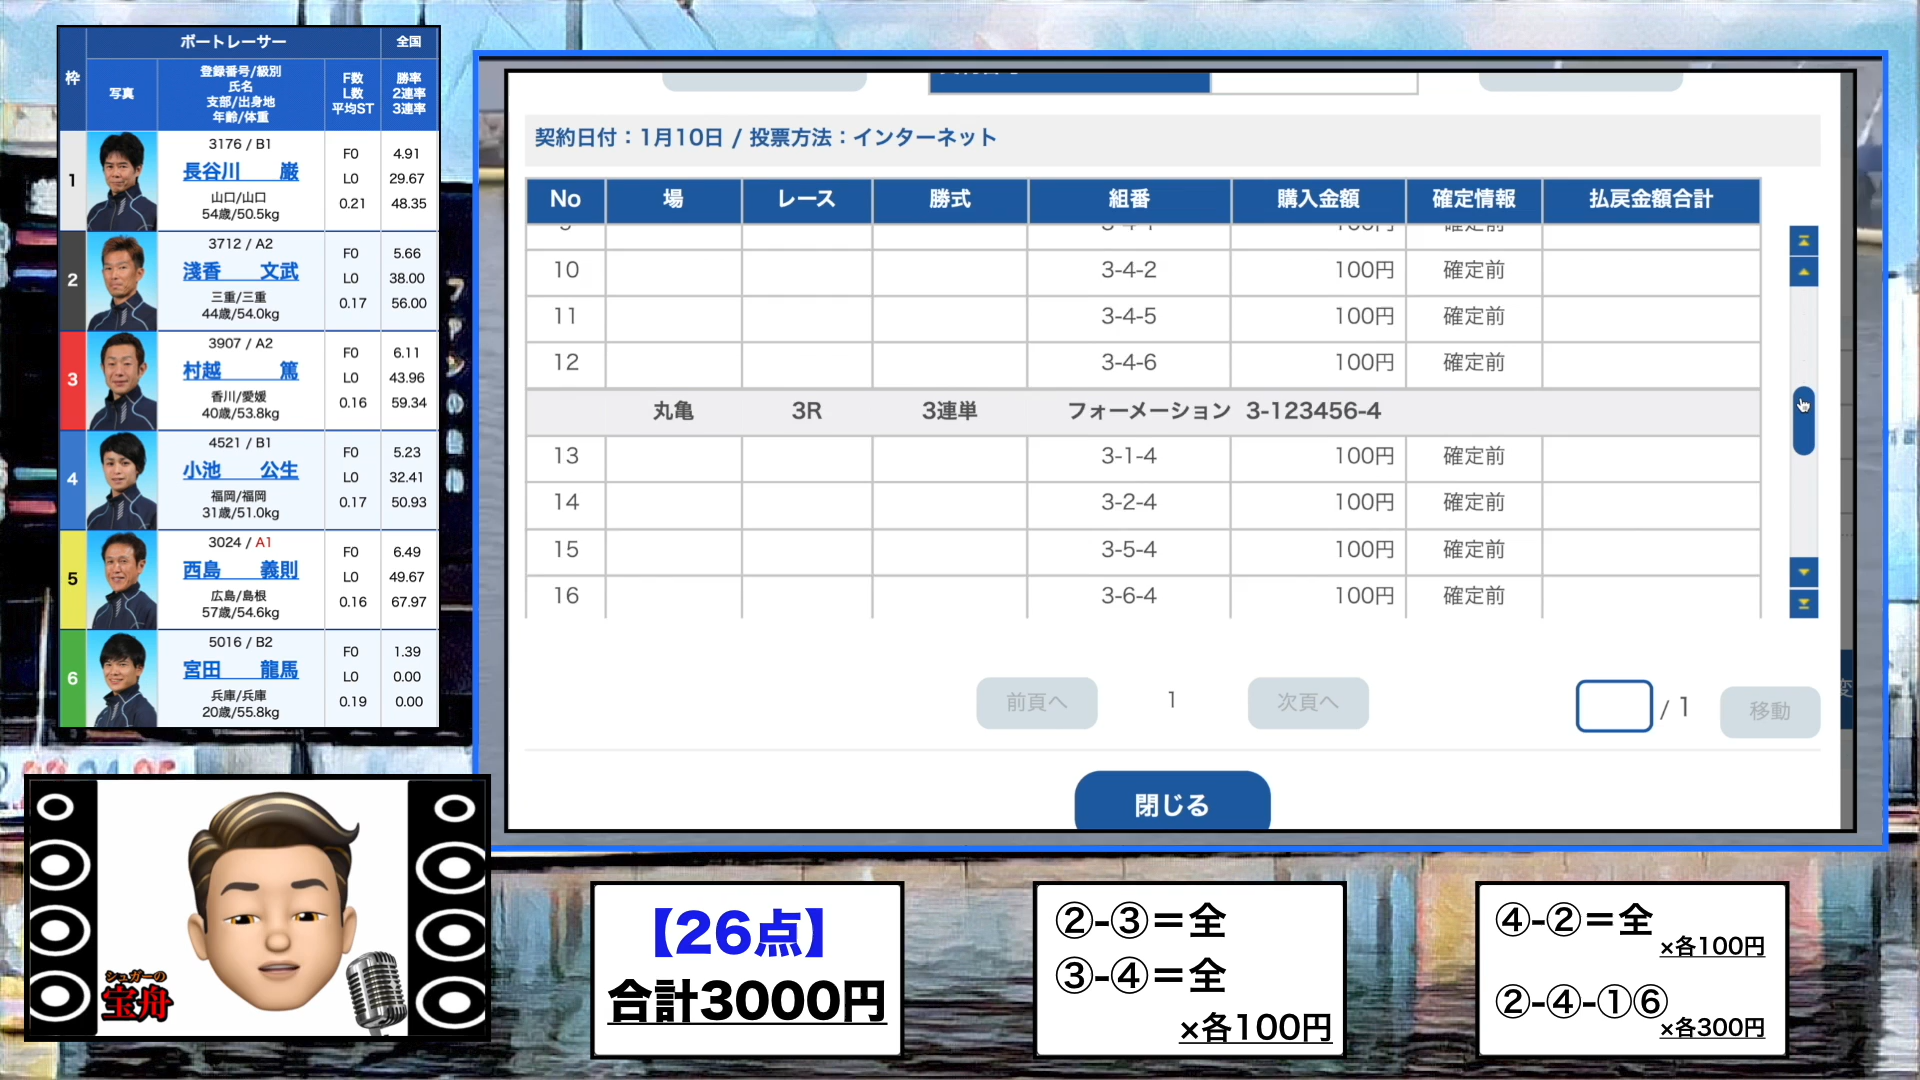 枠
ボートレーサー
全国
写真
登録番号/級別
氏名
支部/出身地
年齢/体重
F数
L数
平均ST
勝率
2連率
3連率
1
3176 / B1
長谷川 巌
山口/山口
54歳/50.5kg
F0
L0
0.21
4.91
29.67
48.35
2
3712 / A2
淺香 文武
三重/三重
44歳/54.0kg
F0
L0
0.17
5.66
38.00
56.00
3
3907 / A2
村越 篤
香川/愛媛
40歳/53.8kg
F0
L0
0.16
6.11
43.96
59.34
4
4521 / B1
小池 公生
福岡/福岡
31歳/51.0kg
F0
L0
0.17
5.23
32.41
50.93
5
3024 / A1
西島 義則
広島/島根
57歳/54.6kg
F0
L0
0.16
6.49
49.67
67.97
6
5016 / B2
宮田 龍馬
兵庫/兵庫
20歳/55.8kg
F0
L0
0.19
1.39
0.00
0.00
契約日付：1月10日 / 投票方法：インターネット
No 場 レース 勝式 組番 購入金額 確定情報 払戻金額合計
9 3-4-1 100円 確定前
10 3-4-2 100円 確定前
11 3-4-5 100円 確定前
12 3-4-6 100円 確定前
丸亀 3R 3連単 フォーメーション 3-123456-4
13 3-1-4 100円 確定前
14 3-2-4 100円 確定前
15 3-5-4 100円 確定前
16 3-6-4 100円 確定前
前頁へ 1 次頁へ / 1 移動
閉じる
シュガーの
宝舟
【26点】
合計3000円
②-③＝全
③-④＝全
×各100円
④-②＝全
×各100円
②-④-①⑥
×各300円